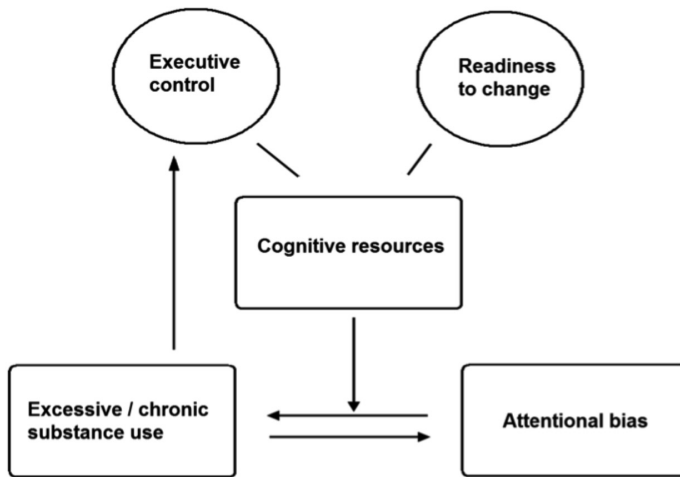 Executive
control
Readiness
to change
Cognitive resources
Excessive / chronic
substance use
Attentional bias